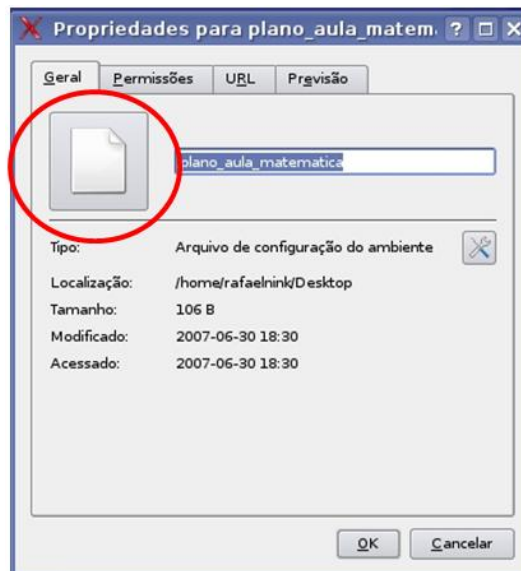 Propriedades para plano_aula_matem.
Geral Permissões URL Previsão
plano_aula_matematica
Tipo: Arquivo de configuração do ambiente
Localização: /home/rafaelnink/Desktop
Tamanho: 106 B
Modificado: 2007-06-30 18:30
Acessado: 2007-06-30 18:30
OK Cancelar